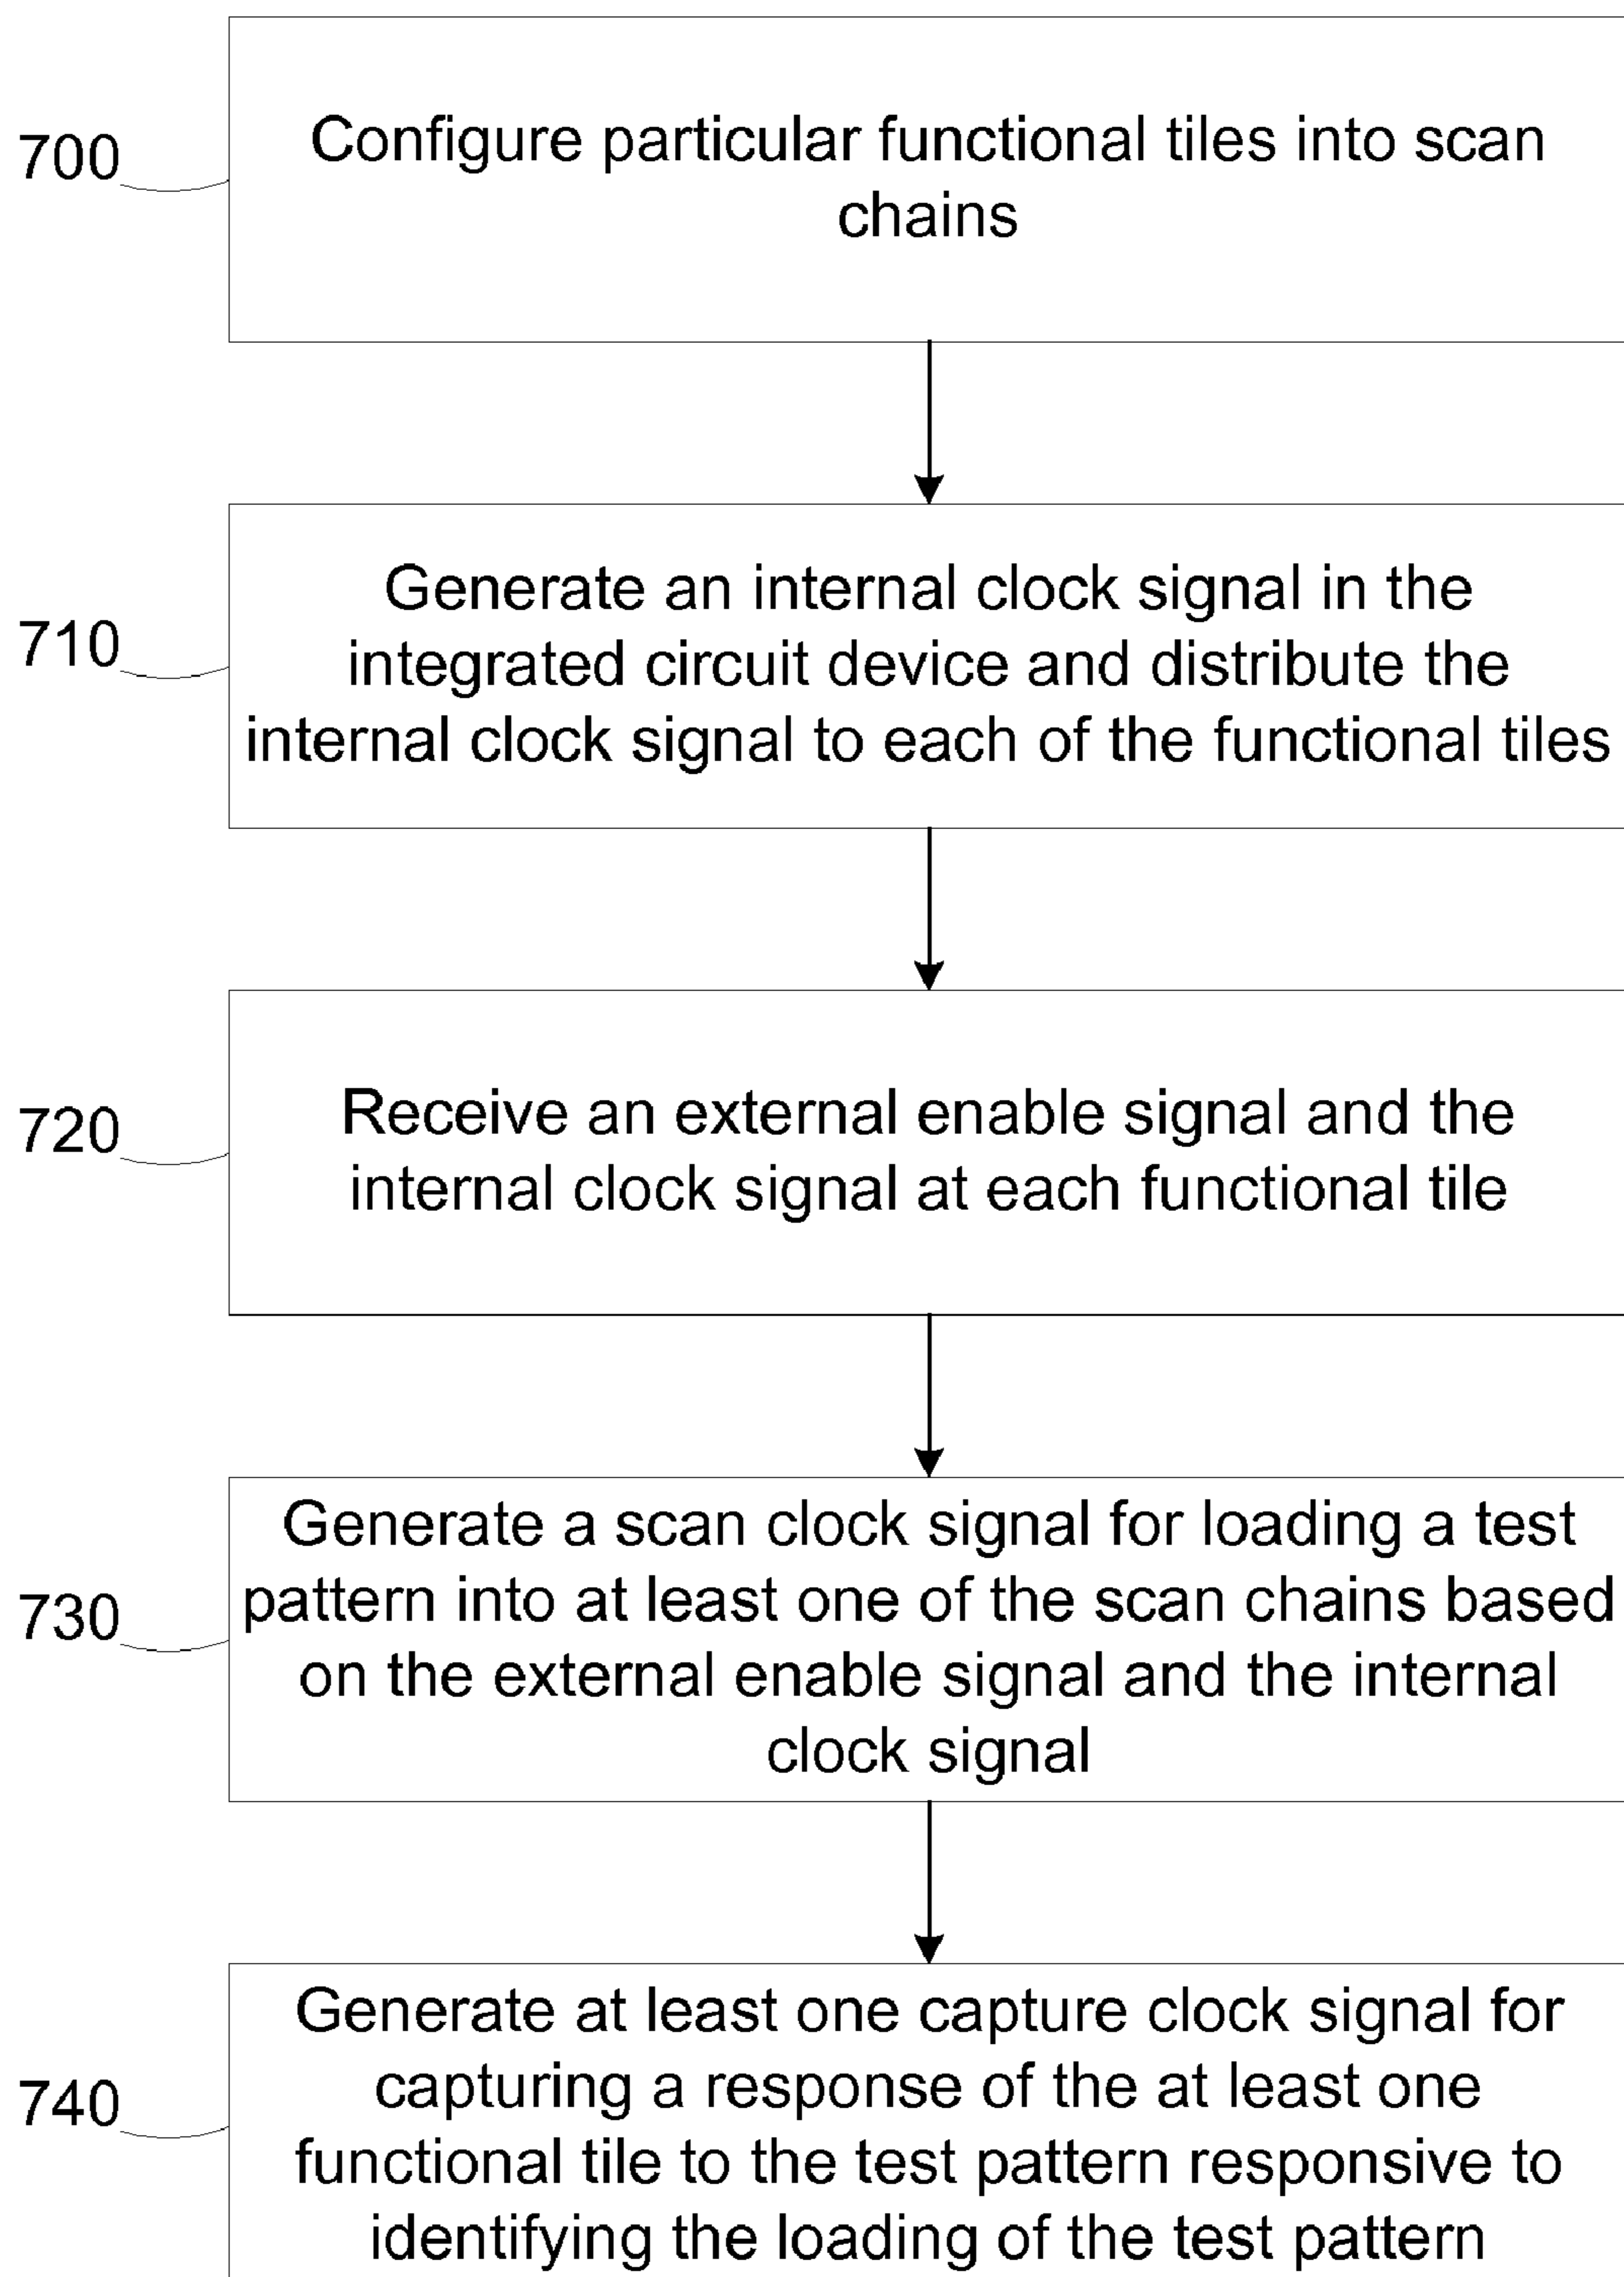 700
Configure particular functional tiles into scan
chains
710
Generate an internal clock signal in the
integrated circuit device and distribute the
internal clock signal to each of the functional tiles
720
Receive an external enable signal and the
internal clock signal at each functional tile
730
Generate a scan clock signal for loading a test
pattern into at least one of the scan chains based
on the external enable signal and the internal
clock signal
740
Generate at least one capture clock signal for
capturing a response of the at least one
functional tile to the test pattern responsive to
identifying the loading of the test pattern